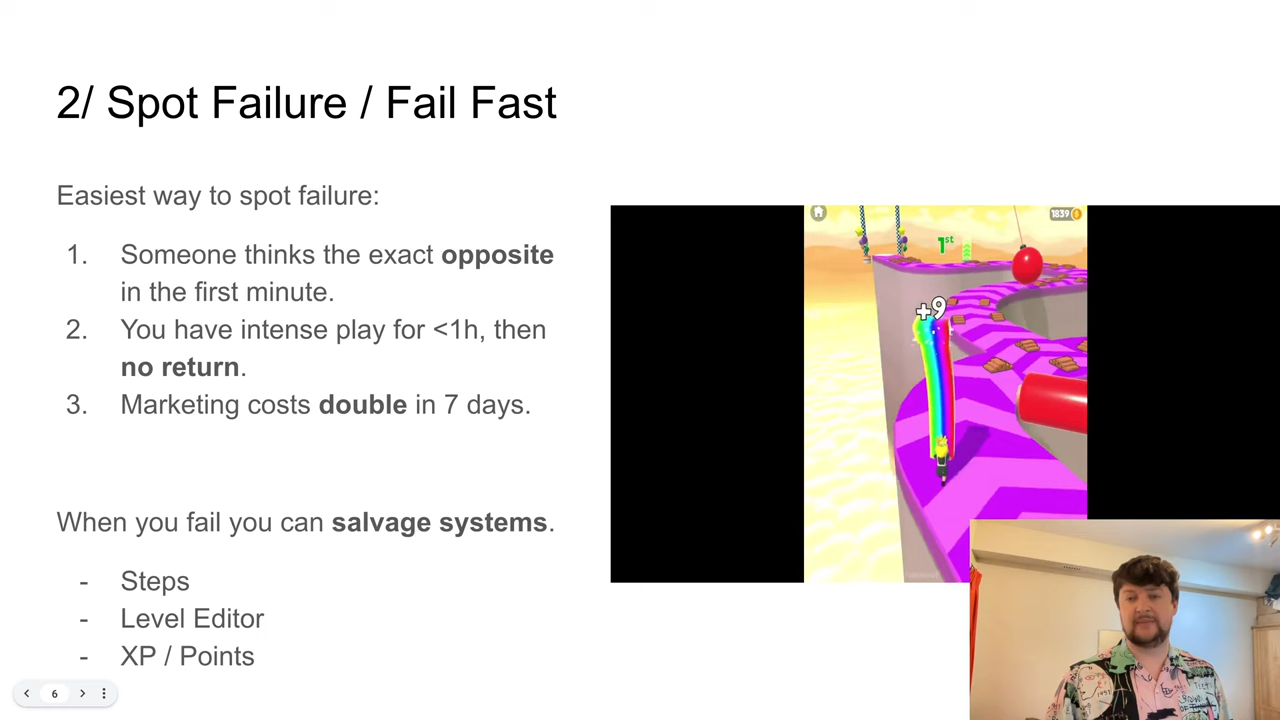 2/ Spot Failure / Fail Fast
Easiest way to spot failure:
1. Someone thinks the exact opposite
in the first minute.
2. You have intense play for <1h, then
no return.
3. Marketing costs double in 7 days.
When you fail you can salvage systems.
- Steps
- Level Editor
- XP / Points
6
1839
1st
+9